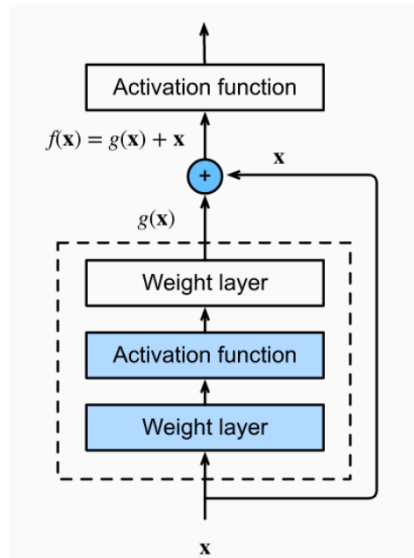 Activation function
f(x) = g(x) + x
x
+
g(x)
Weight layer
Activation function
Weight layer
x